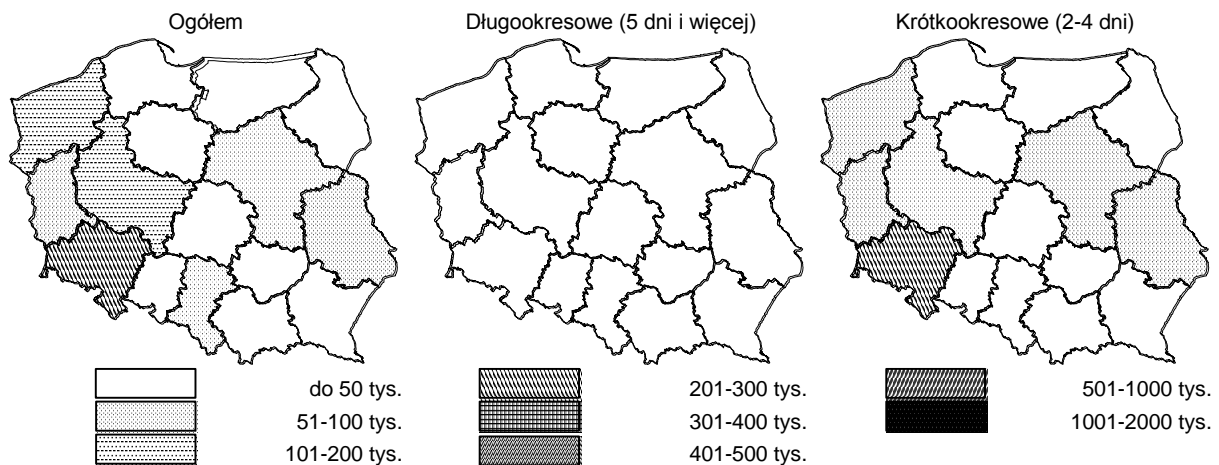 Ogółem
Długookresowe (5 dni i więcej)
Krótkookresowe (2-4 dni)
do 50 tys.
51-100 tys.
101-200 tys.
201-300 tys.
301-400 tys.
401-500 tys.
501-1000 tys.
1001-2000 tys.